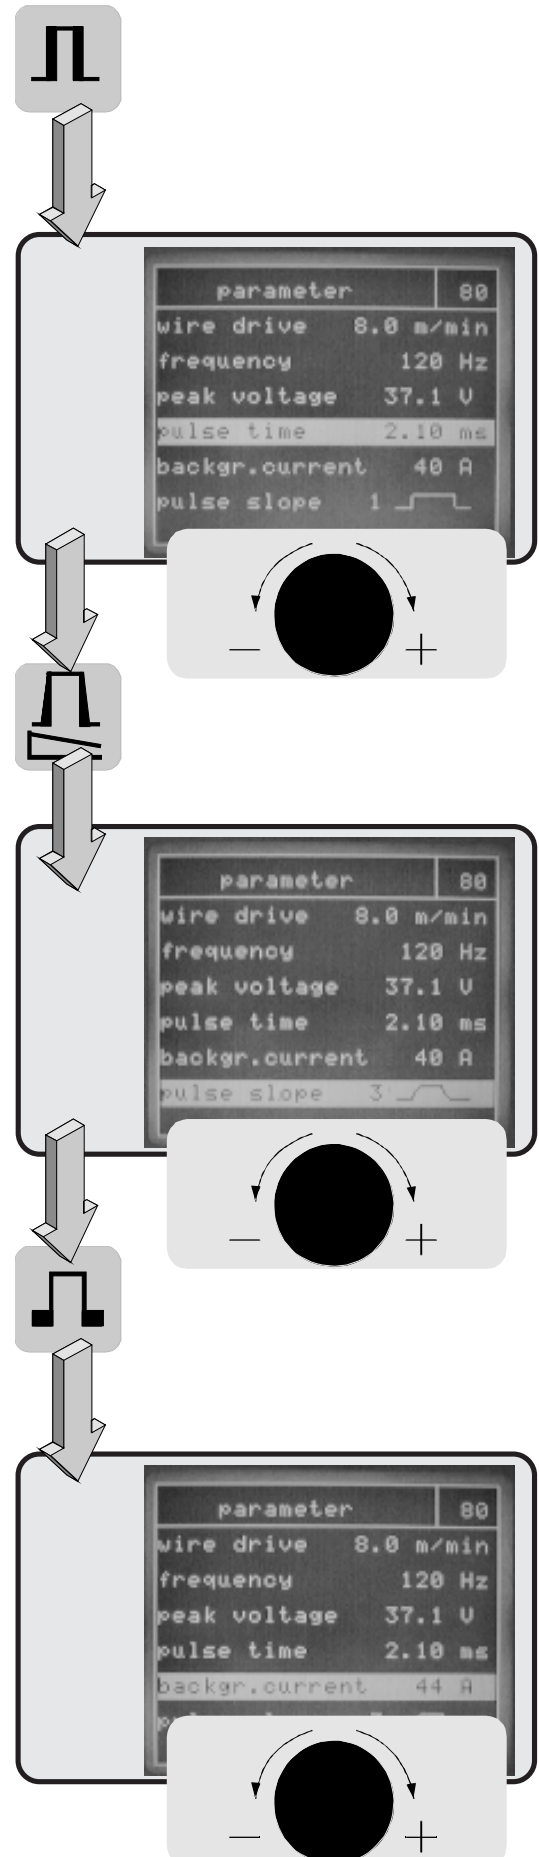 parameter 80
wire drive 8.0 m/min
frequency 120 Hz
peak voltage 37.1 V
pulse time 2.10 ms
backgr.current 40 A
pulse slope 1
− +
parameter 80
wire drive 8.0 m/min
frequency 120 Hz
peak voltage 37.1 V
pulse time 2.10 ms
backgr.current 40 A
pulse slope 3
− +
parameter 80
wire drive 8.0 m/min
frequency 120 Hz
peak voltage 37.1 V
pulse time 2.10 ms
backgr.current 44 A
− +